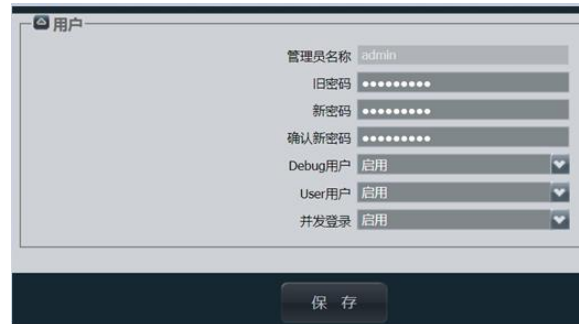 用户
管理员名称 admin
旧密码 •••••••••
新密码 •••••••••
确认新密码 •••••••••
Debug用户 启用
User用户 启用
并发登录 启用
保 存